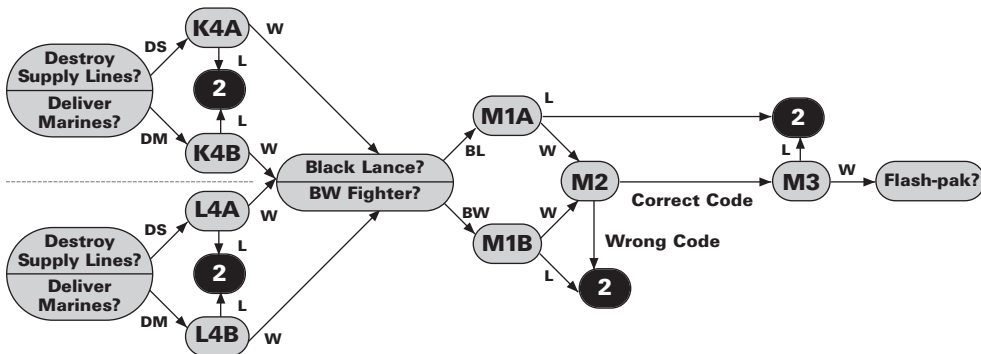 K4A
W
DS
L
Destroy
Supply Lines?
Deliver
Marines?
2
L
DM
K4B
W
Black Lance?
BW Fighter?
L4A
W
DS
L
Destroy
Supply Lines?
Deliver
Marines?
2
L
DM
L4B
W
M1A
L
BL
W
BW
W
M1B
L
M2
Correct Code
Wrong Code
2
2
L
M3
W
Flash-pak?